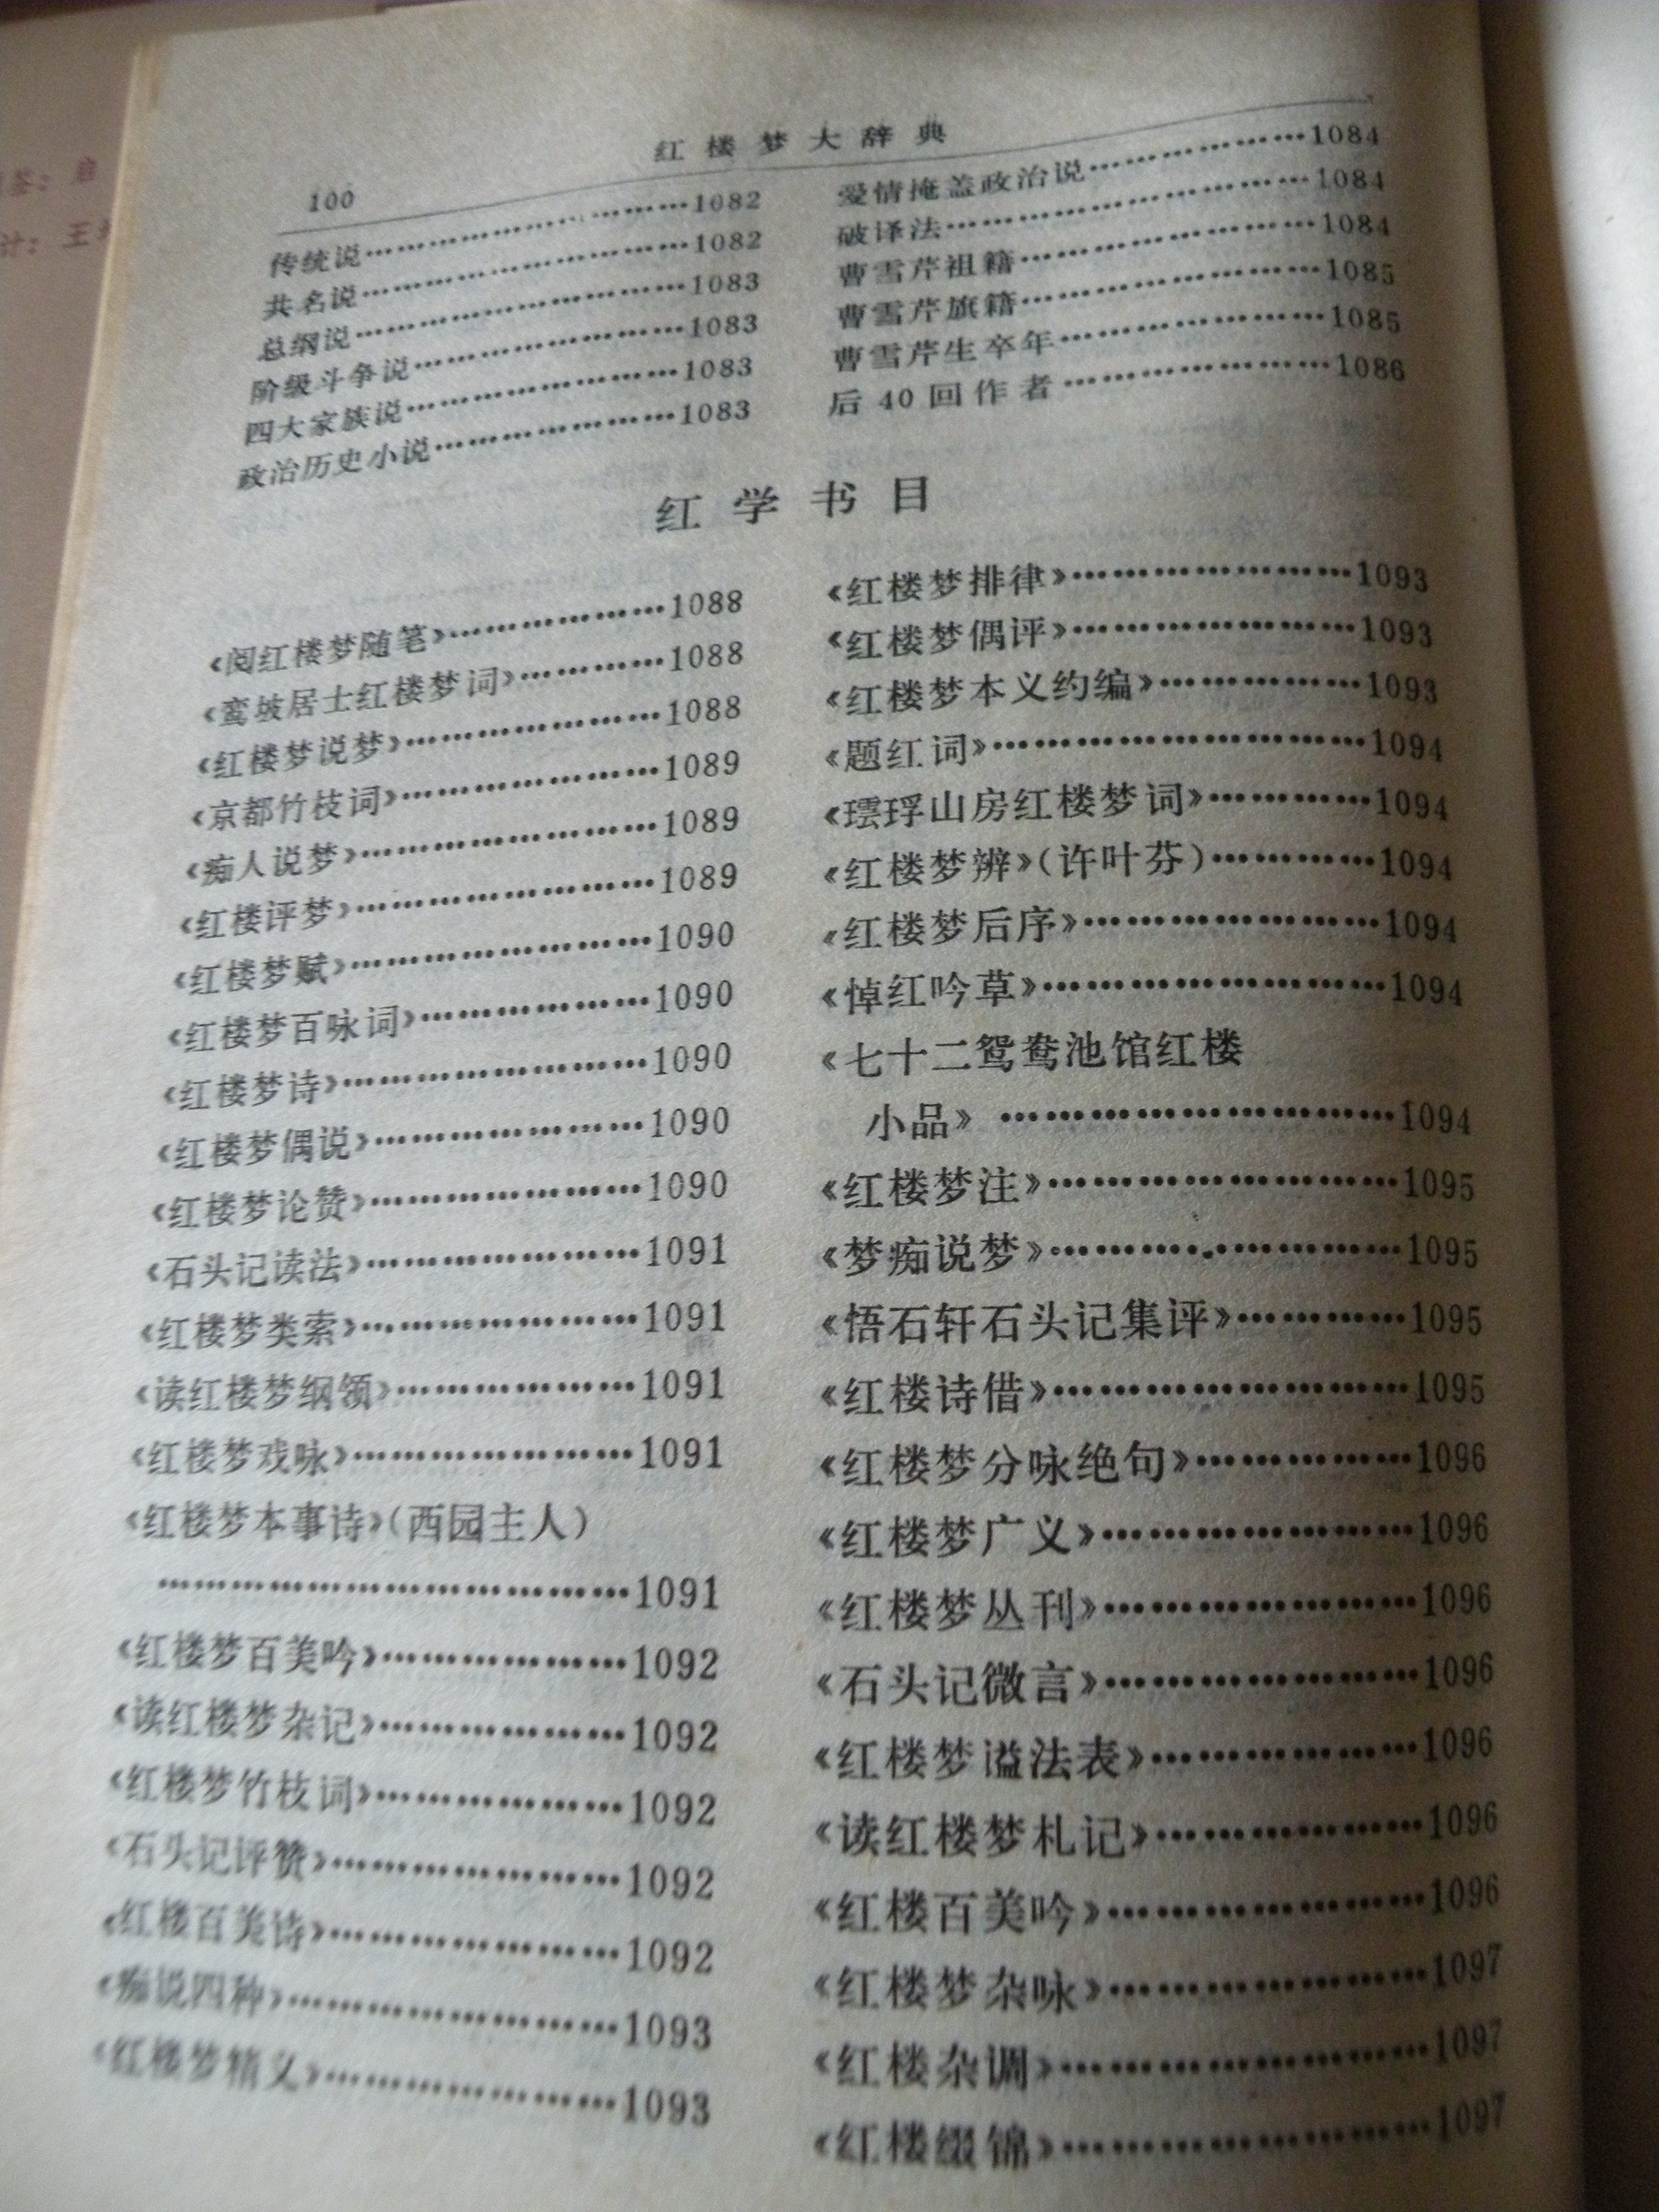 红楼梦大辞典
100
传统说……………………………1082
共名说……………………………1082
总纲说……………………………1083
阶级斗争说………………………1083
四大家族说………………………1083
政治历史小说……………………1083
爱情掩盖政治说…………………1084
破译法……………………………1084
曹雪芹祖籍………………………1084
曹雪芹旗籍………………………1085
曹雪芹生卒年……………………1085
后40回作者………………………1086
红学书目
《阅红楼梦随笔》………………1088
《鸾坡居士红楼梦词》…………1088
《红楼梦说梦》…………………1088
《京都竹枝词》…………………1089
《痴人说梦》……………………1089
《红楼评梦》……………………1089
《红楼梦赋》……………………1090
《红楼梦百咏词》………………1090
《红楼梦诗》……………………1090
《红楼梦偶说》…………………1090
《红楼梦论赞》…………………1090
《石头记读法》…………………1091
《红楼梦类索》…………………1091
《读红楼梦纲领》………………1091
《红楼梦戏咏》…………………1091
《红楼梦本事诗》(西园主人)
……………………………………1091
《红楼梦百美吟》………………1092
《读红楼梦杂记》………………1092
《红楼梦竹枝词》………………1092
《石头记评赞》…………………1092
《红楼百美诗》…………………1092
《痴说四种》……………………1093
《红楼梦精义》…………………1093
《红楼梦排律》…………………1093
《红楼梦偶评》…………………1093
《红楼梦本义约编》……………1093
《题红词》………………………1094
《瑶琈山房红楼梦词》…………1094
《红楼梦辨》(许叶芬)…………1094
《红楼梦后序》…………………1094
《悼红吟草》……………………1094
《七十二鸳鸯池馆红楼
小品》……………………………1094
《红楼梦注》……………………1095
《梦痴说梦》……………………1095
《悟石轩石头记集评》…………1095
《红楼诗借》……………………1095
《红楼梦分咏绝句》……………1096
《红楼梦广义》…………………1096
《红楼梦丛刊》…………………1096
《石头记微言》…………………1096
《红楼梦谥法表》………………1096
《读红楼梦札记》………………1096
《红楼百美吟》…………………1096
《红楼梦杂咏》…………………1097
《红楼杂调》……………………1097
《红楼缀锦》……………………1097